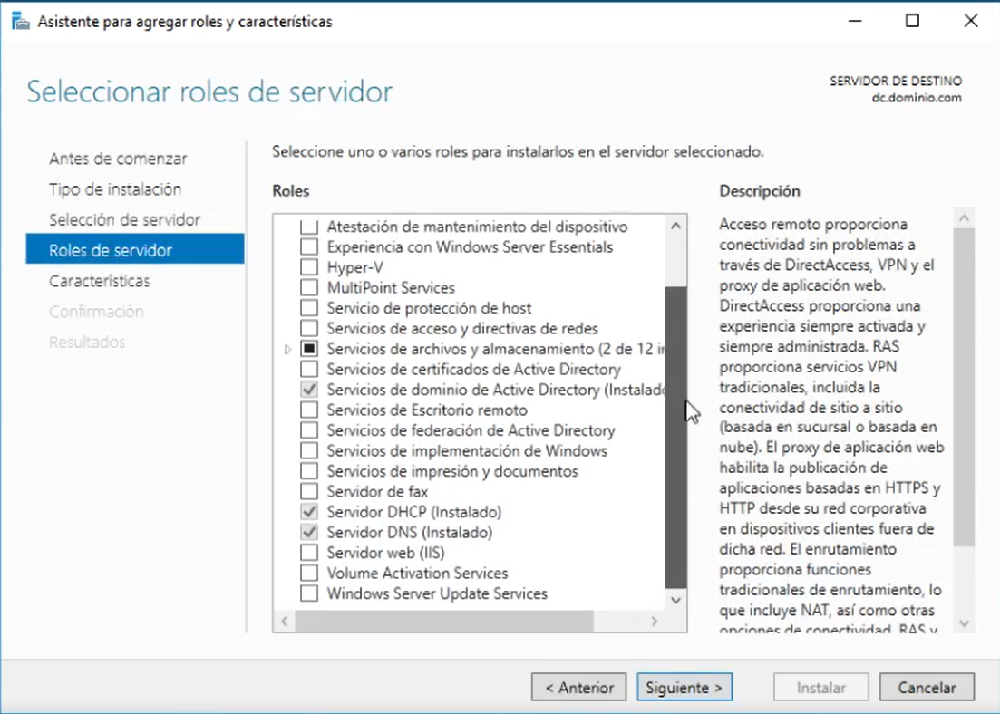 Asistente para agregar roles y características
Seleccionar roles de servidor
SERVIDOR DE DESTINO
dc.dominio.com
Antes de comenzar
Tipo de instalación
Selección de servidor
Roles de servidor
Características
Confirmación
Resultados
Seleccione uno o varios roles para instalarlos en el servidor seleccionado.
Roles
Atestación de mantenimiento del dispositivo
Experiencia con Windows Server Essentials
Hyper-V
MultiPoint Services
Servicio de protección de host
Servicios de acceso y directivas de redes
Servicios de archivos y almacenamiento (2 de 12 in
Servicios de certificados de Active Directory
Servicios de dominio de Active Directory (Instalado
Servicios de Escritorio remoto
Servicios de federación de Active Directory
Servicios de implementación de Windows
Servicios de impresión y documentos
Servidor de fax
Servidor DHCP (Instalado)
Servidor DNS (Instalado)
Servidor web (IIS)
Volume Activation Services
Windows Server Update Services
Descripción
Acceso remoto proporciona
conectividad sin problemas a
través de DirectAccess, VPN y el
proxy de aplicación web.
DirectAccess proporciona una
experiencia siempre activada y
siempre administrada. RAS
proporciona servicios VPN
tradicionales, incluida la
conectividad de sitio a sitio
(basada en sucursal o basada en
nube). El proxy de aplicación web
habilita la publicación de
aplicaciones basadas en HTTPS y
HTTP desde su red corporativa
en dispositivos clientes fuera de
dicha red. El enrutamiento
proporciona funciones
tradicionales de enrutamiento, lo
que incluye NAT, así como otras
opciones de conectividad. RAS y
< Anterior
Siguiente >
Instalar
Cancelar